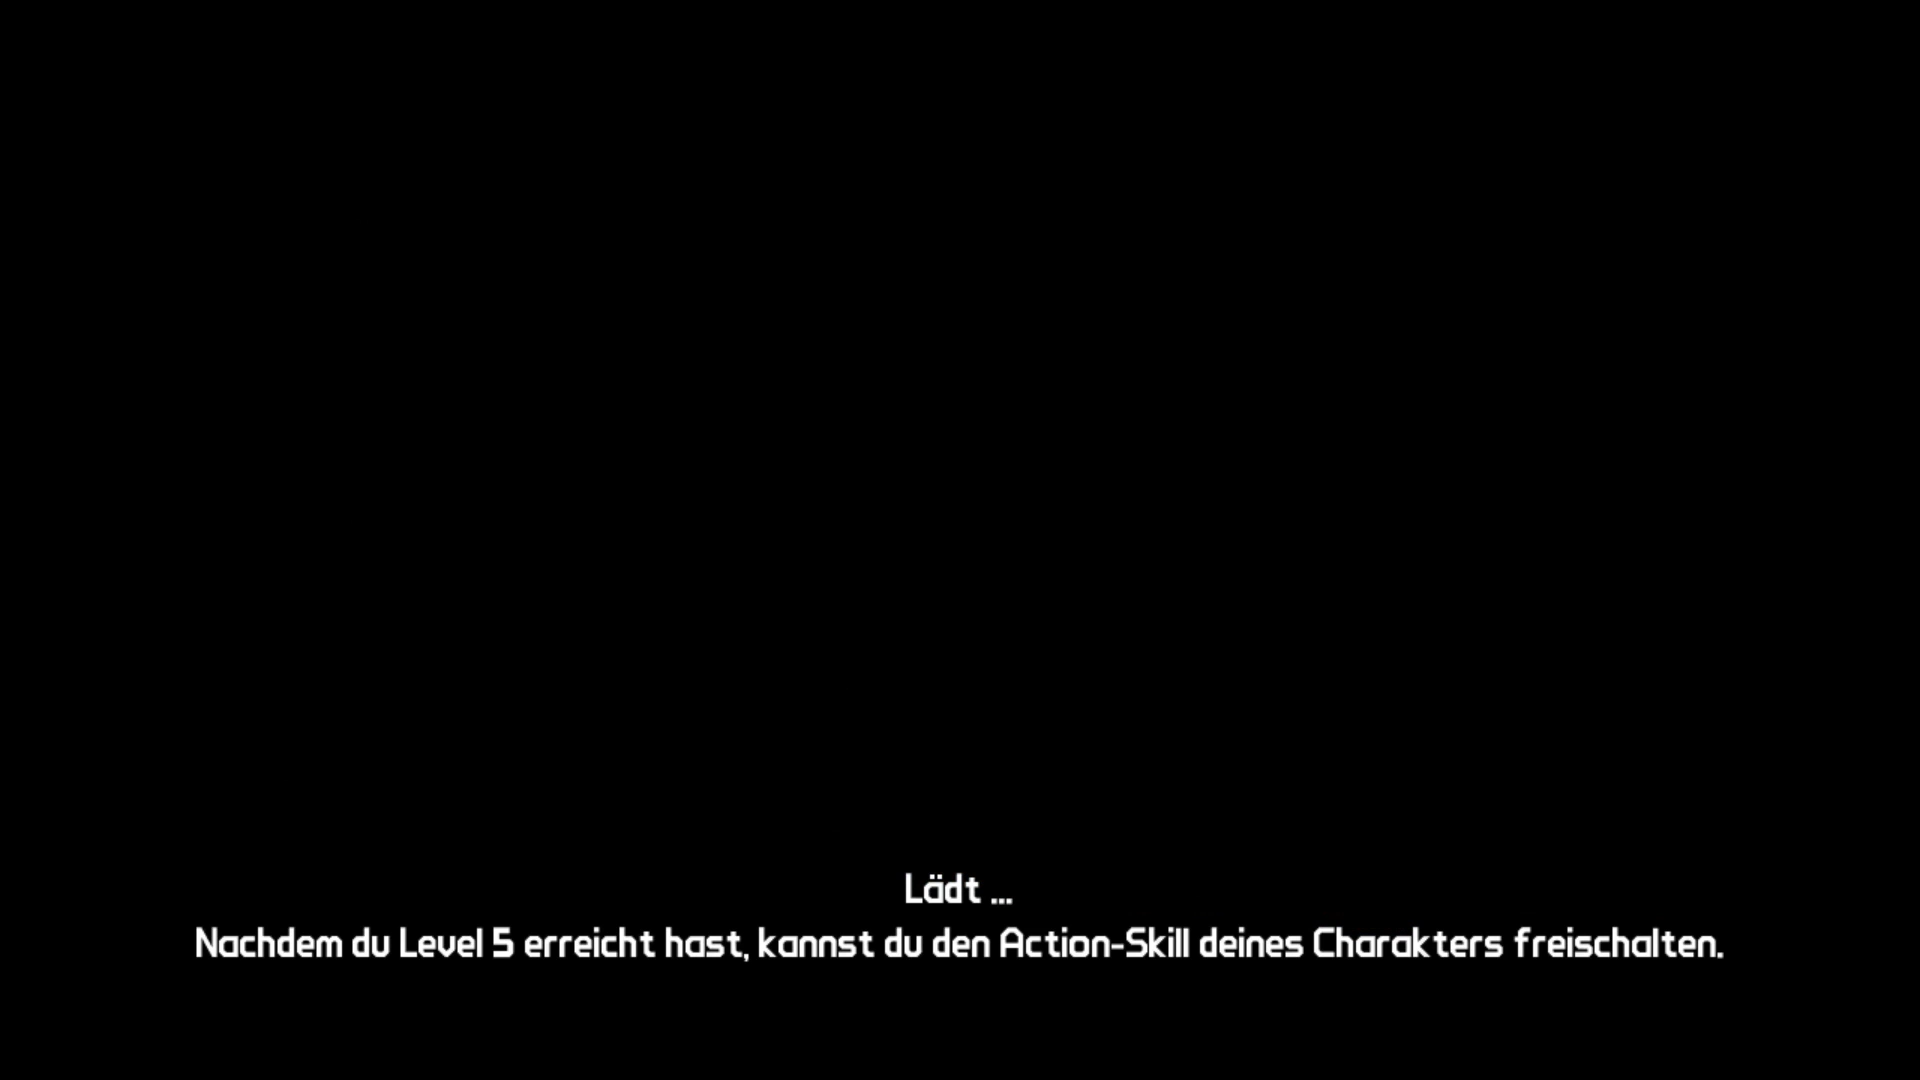 Lädt ...
Nachdem du Level 5 erreicht hast, kannst du den Action-Skill deines Charakters freischalten.